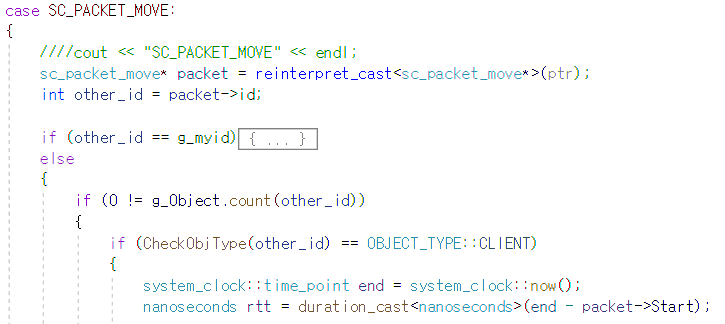 case SC_PACKET_MOVE:
{
////cout << "SC_PACKET_MOVE" << endl;
sc_packet_move* packet = reinterpret_cast<sc_packet_move*>(ptr);
int other_id = packet->id;
if (other_id == g_myid){ ... }
else
{
if (0 != g_Object.count(other_id))
{
if (CheckObjType(other_id) == OBJECT_TYPE::CLIENT)
{
system_clock::time_point end = system_clock::now();
nanoseconds rtt = duration_cast<nanoseconds>(end - packet->Start);